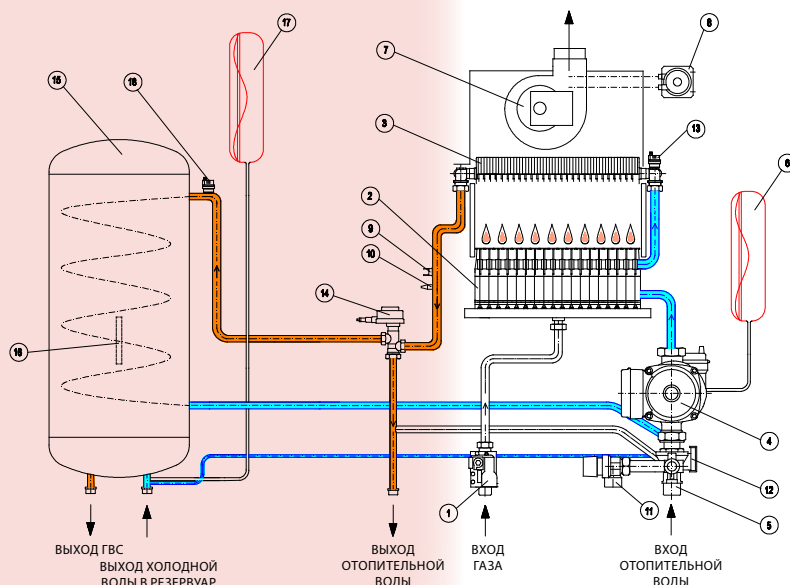 17
8
7
15
16
3
13
6
2
9
10
14
16
4
12
1
11
5
ВЫХОД ГВС
ВЫХОД ХОЛОДНОЙ
ВОДЫ В РЕЗЕРВУАР
ВЫХОД
ОТОПИТЕЛЬНОЙ
ВОДЫ
ВХОД
ГАЗА
ВХОД
ОТОПИТЕЛЬНОЙ
ВОДЫ